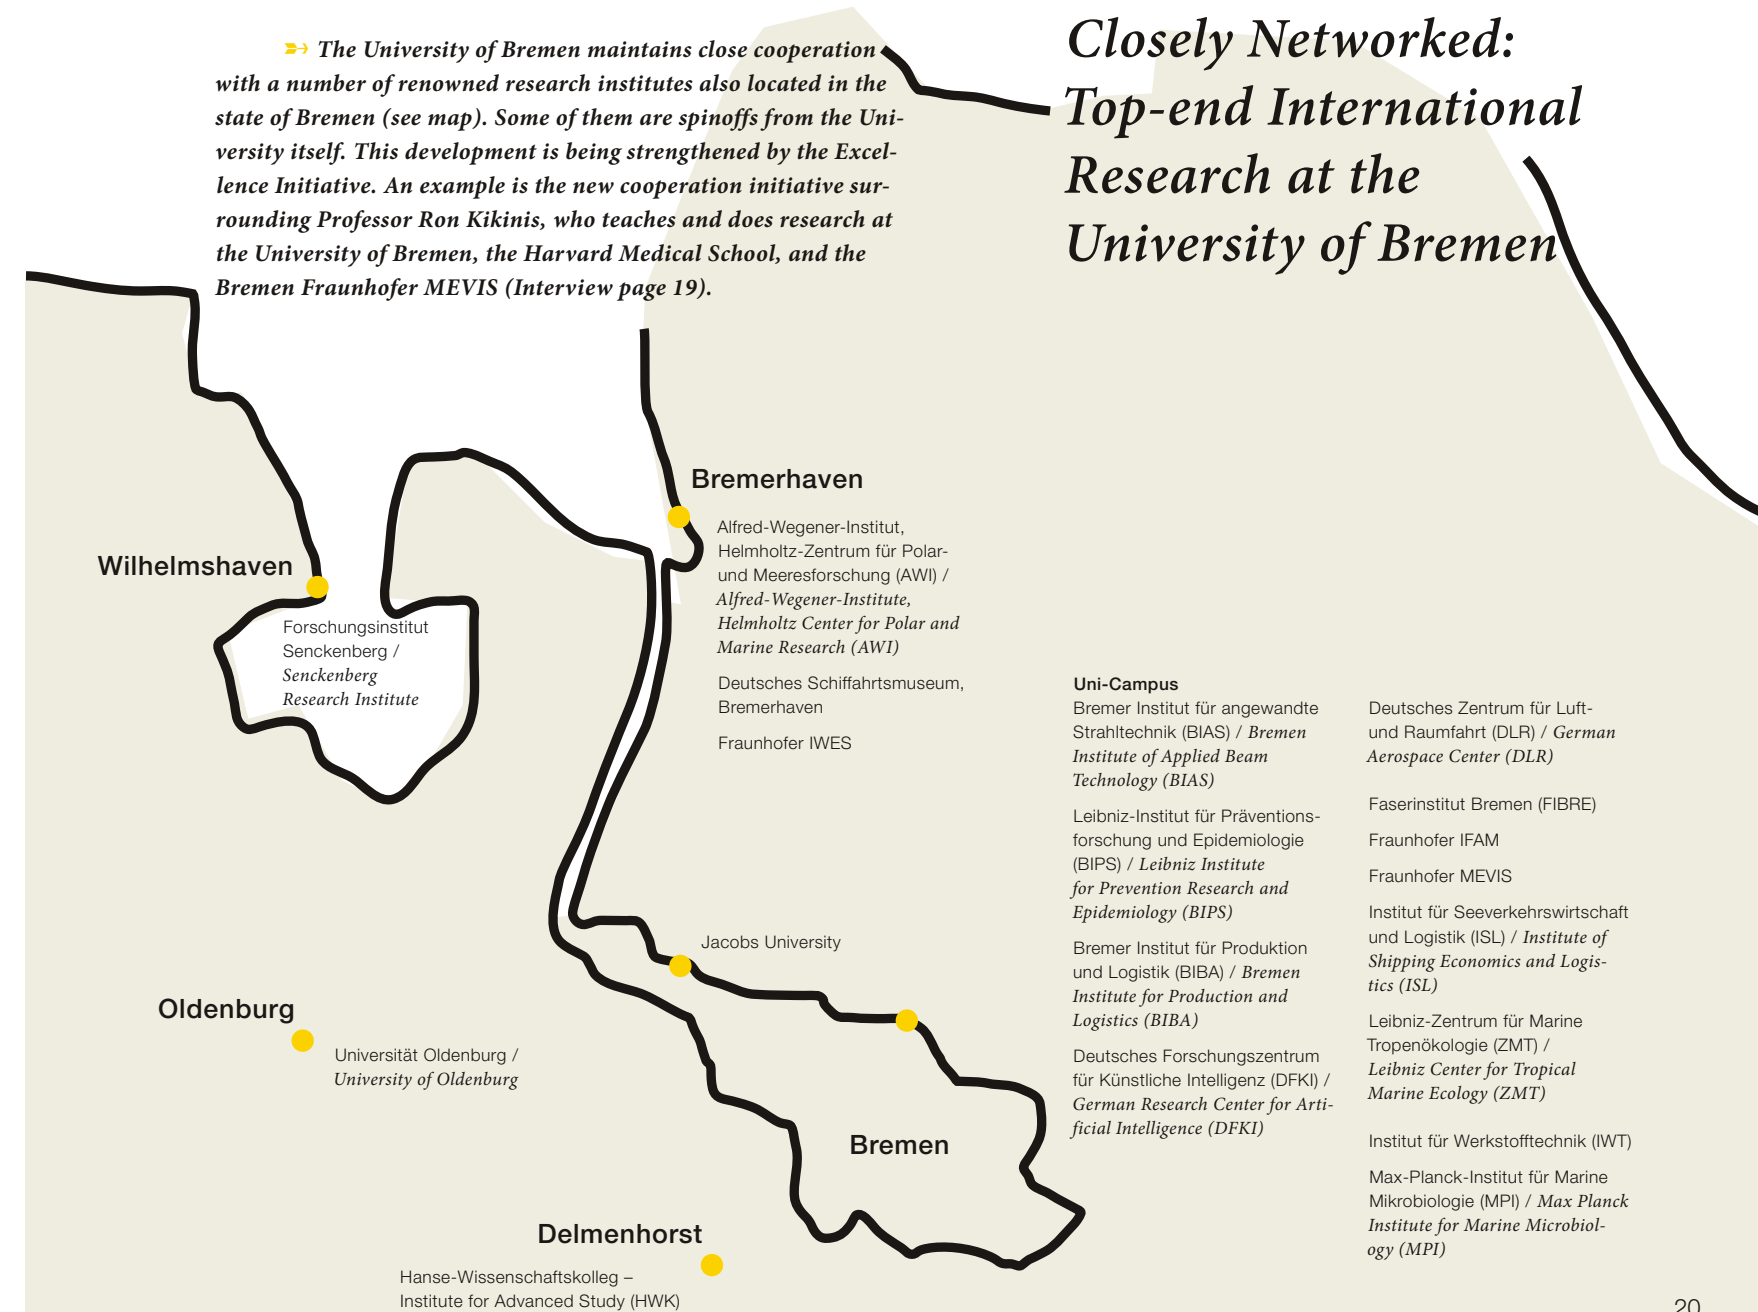 The University of Bremen maintains close cooperation
with a number of renowned research institutes also located in the
state of Bremen (see map). Some of them are spinoffs from the Uni-
versity itself. This development is being strengthened by the Excel-
lence Initiative. An example is the new cooperation initiative sur-
rounding Professor Ron Kikinis, who teaches and does research at
the University of Bremen, the Harvard Medical School, and the
Bremen Fraunhofer MEVIS (Interview page 19).
Closely Networked:
Top-end International
Research at the
University of Bremen
Bremerhaven
Alfred-Wegener-Institut,
Helmholtz-Zentrum für Polar-
und Meeresforschung (AWI) /
Alfred-Wegener-Institute,
Helmholtz Center for Polar and
Marine Research (AWI)
Deutsches Schiffahrtsmuseum,
Bremerhaven
Fraunhofer IWES
Wilhelmshaven
Forschungsinstitut
Senckenberg /
Senckenberg
Research Institute
Jacobs University
Oldenburg
Universität Oldenburg /
University of Oldenburg
Bremen
Delmenhorst
Hanse-Wissenschaftskolleg –
Institute for Advanced Study (HWK)
Uni-Campus
Bremer Institut für angewandte
Strahltechnik (BIAS) / Bremen
Institute of Applied Beam
Technology (BIAS)
Leibniz-Institut für Präventions-
forschung und Epidemiologie
(BIPS) / Leibniz Institute
for Prevention Research and
Epidemiology (BIPS)
Bremer Institut für Produktion
und Logistik (BIBA) / Bremen
Institute for Production and
Logistics (BIBA)
Deutsches Forschungszentrum
für Künstliche Intelligenz (DFKI) /
German Research Center for Arti-
ficial Intelligence (DFKI)
Deutsches Zentrum für Luft-
und Raumfahrt (DLR) / German
Aerospace Center (DLR)
Faserinstitut Bremen (FIBRE)
Fraunhofer IFAM
Fraunhofer MEVIS
Institut für Seeverkehrswirtschaft
und Logistik (ISL) / Institute of
Shipping Economics and Logis-
tics (ISL)
Leibniz-Zentrum für Marine
Tropenökologie (ZMT) /
Leibniz Center for Tropical
Marine Ecology (ZMT)
Institut für Werkstofftechnik (IWT)
Max-Planck-Institut für Marine
Mikrobiologie (MPI) / Max Planck
Institute for Marine Microbiol-
ogy (MPI)
20